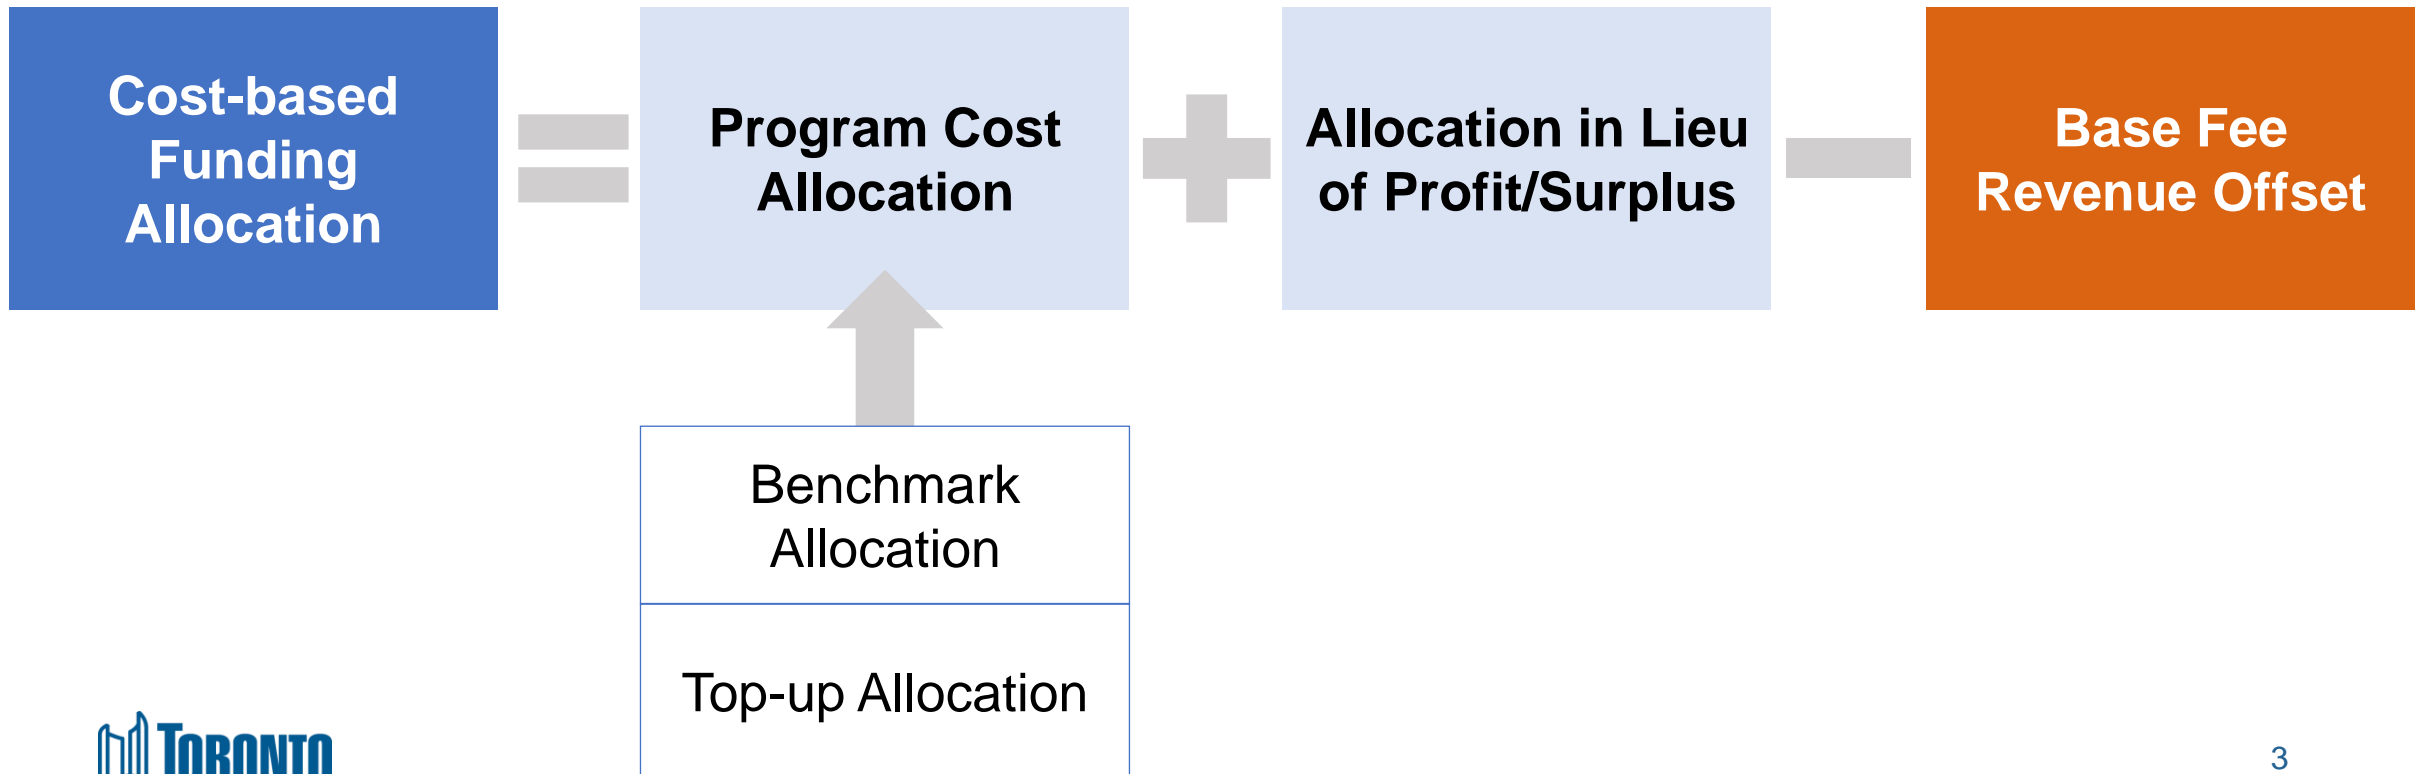 Cost-based
Funding
Allocation
Program Cost
Allocation
Allocation in Lieu
of Profit/Surplus
Base Fee
Revenue Offset
Benchmark
Allocation
Top-up Allocation
TORONTO
3